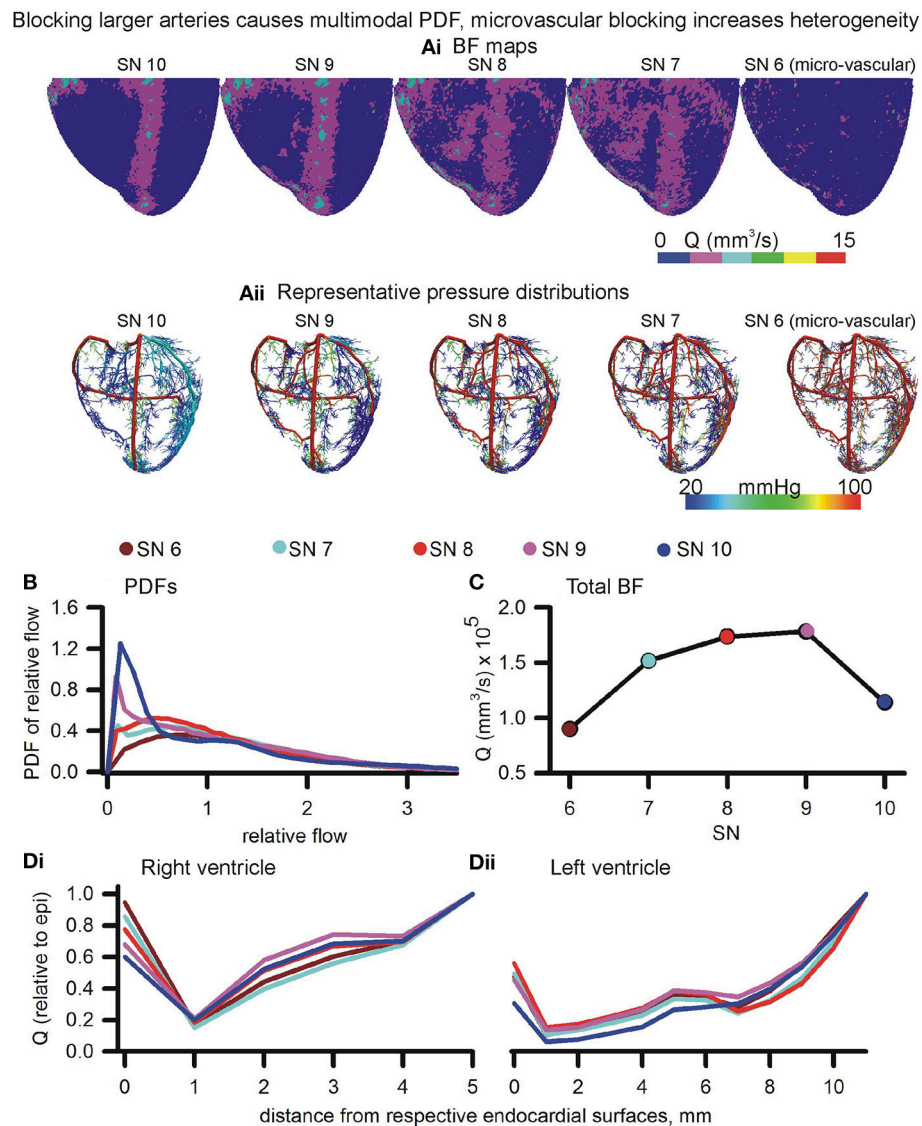 Blocking larger arteries causes multimodal PDF, microvascular blocking increases heterogeneity
Ai BF maps
SN 10 SN 9 SN 8 SN 7 SN 6 (micro-vascular)
0 Q (mm³/s) 15
Aii Representative pressure distributions
SN 10 SN 9 SN 8 SN 7 SN 6 (micro-vascular)
20 mmHg 100
SN 6 SN 7 SN 8 SN 9 SN 10
B PDFs
PDF of relative flow
1.6
1.2
0.8
0.4
0.0
0 1 2 3
relative flow
C Total BF
Q (mm³/s) x 10⁵
2.0
1.5
1.0
0.5
6 7 8 9 10
SN
Di Right ventricle
Q (relative to epi)
1.0
0.8
0.6
0.4
0.2
0.0
0 1 2 3 4 5
Dii Left ventricle
0 2 4 6 8 10
distance from respective endocardial surfaces, mm